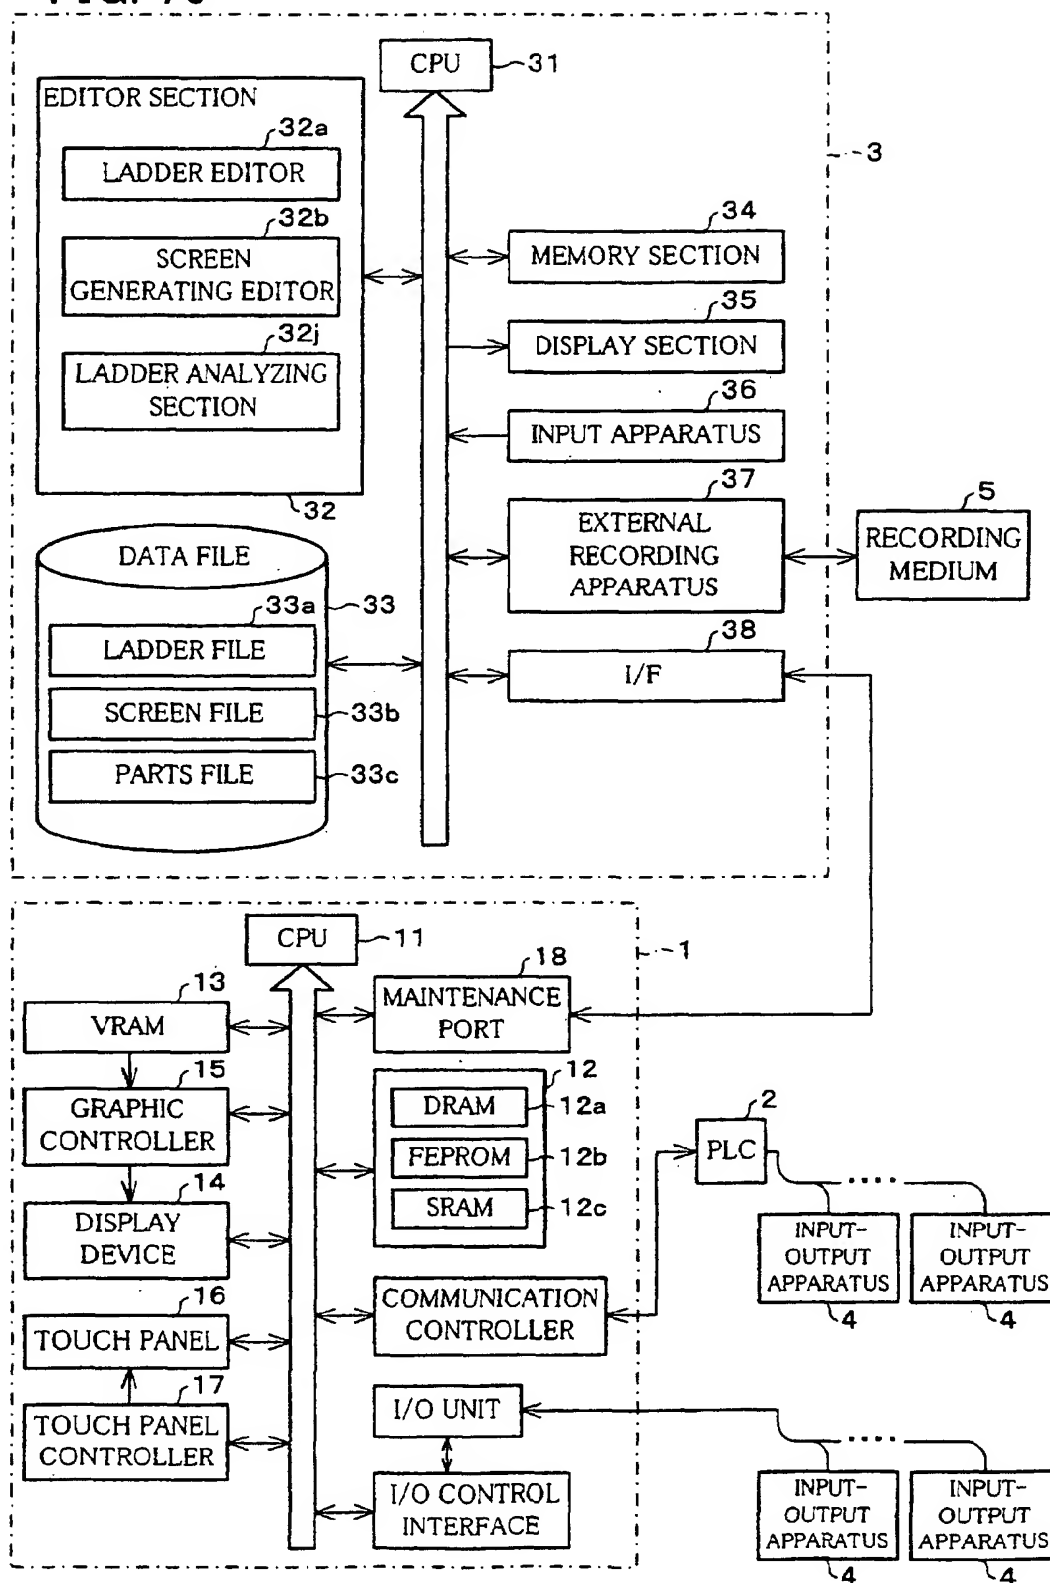 CPU
31
EDITOR SECTION
32a
LADDER EDITOR
32b
SCREEN
GENERATING EDITOR
32j
LADDER ANALYZING
SECTION
32
3
34
MEMORY SECTION
35
DISPLAY SECTION
36
INPUT APPARATUS
37
EXTERNAL
RECORDING
APPARATUS
5
RECORDING
MEDIUM
38
I/F
DATA FILE
33
33a
LADDER FILE
SCREEN FILE
33b
PARTS FILE
33c
CPU
11
1
13
VRAM
15
GRAPHIC
CONTROLLER
14
DISPLAY
DEVICE
16
TOUCH PANEL
17
TOUCH PANEL
CONTROLLER
18
MAINTENANCE
PORT
12
DRAM
12a
FEPROM
12b
SRAM
12c
COMMUNICATION
CONTROLLER
I/O UNIT
I/O CONTROL
INTERFACE
2
PLC
INPUT-
OUTPUT
APPARATUS
4
INPUT-
OUTPUT
APPARATUS
4
INPUT-
OUTPUT
APPARATUS
4
INPUT-
OUTPUT
APPARATUS
4